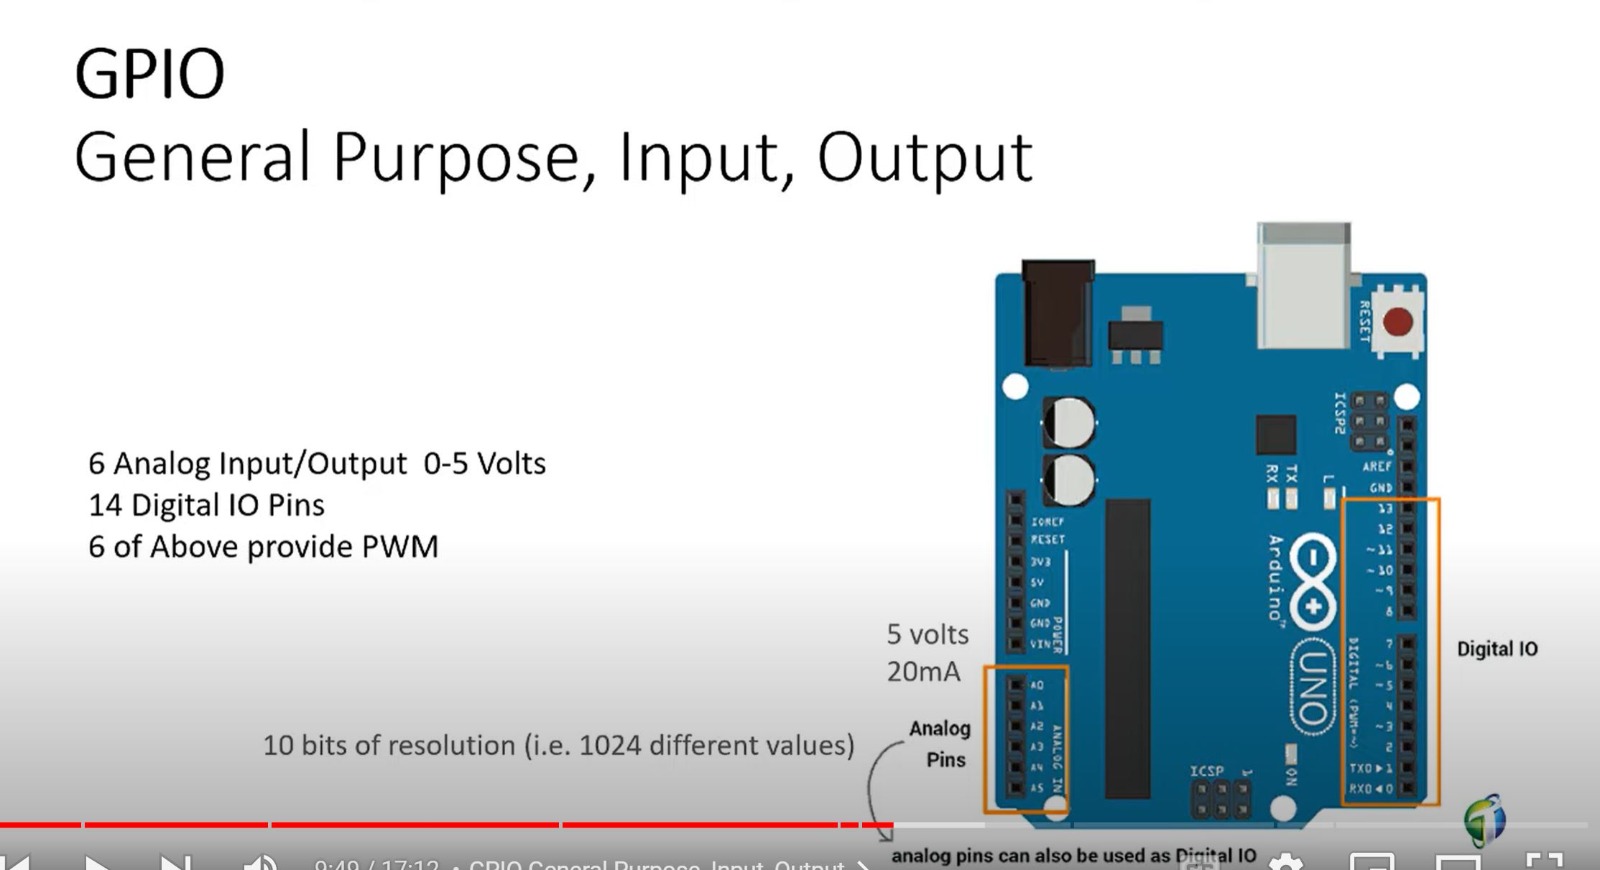 GPIO
General Purpose, Input, Output
6 Analog Input/Output 0-5 Volts
14 Digital IO Pins
6 of Above provide PWM
5 volts
20mA
10 bits of resolution (i.e. 1024 different values)
Analog
Pins
analog pins can also be used as Digital IO
Digital IO
RESET
ICSP2
AREF
GND
13
12
~11
~10
~9
8
7
~6
~5
4
~3
2
TX0▶1
RX0◀0
DIGITAL (PWM=~)
RX
TX
L
Arduino™
UNO
ON
ICSP
1
IOREF
RESET
3V3
5V
GND
GND
VIN
POWER
A0
A1
A2
A3
A4
A5
ANALOG IN
9:49 / 17:12 • GPIO General Purpose, Input, Output